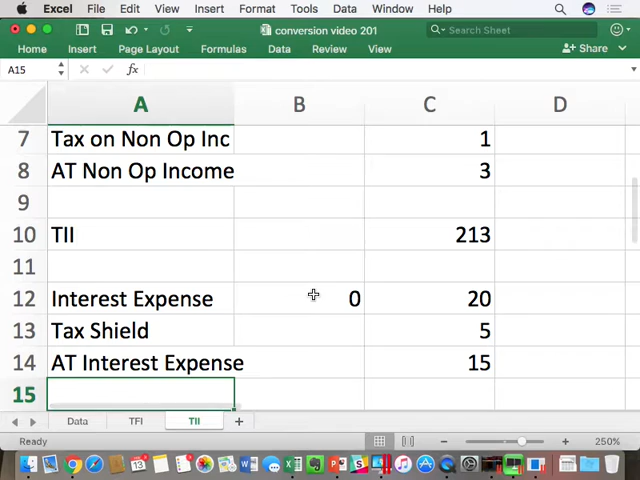 Excel File Edit View Insert Format Tools Data Window Help
conversion video 201
Search Sheet
Home Insert Page Layout Formulas Data Review View Share
A15 fx
A B C D
7 Tax on Non Op Inc 1
8 AT Non Op Income 3
9
10 TII 213
11
12 Interest Expense 0 20
13 Tax Shield 5
14 AT Interest Expense 15
15
Data TFI TII
Ready 250%